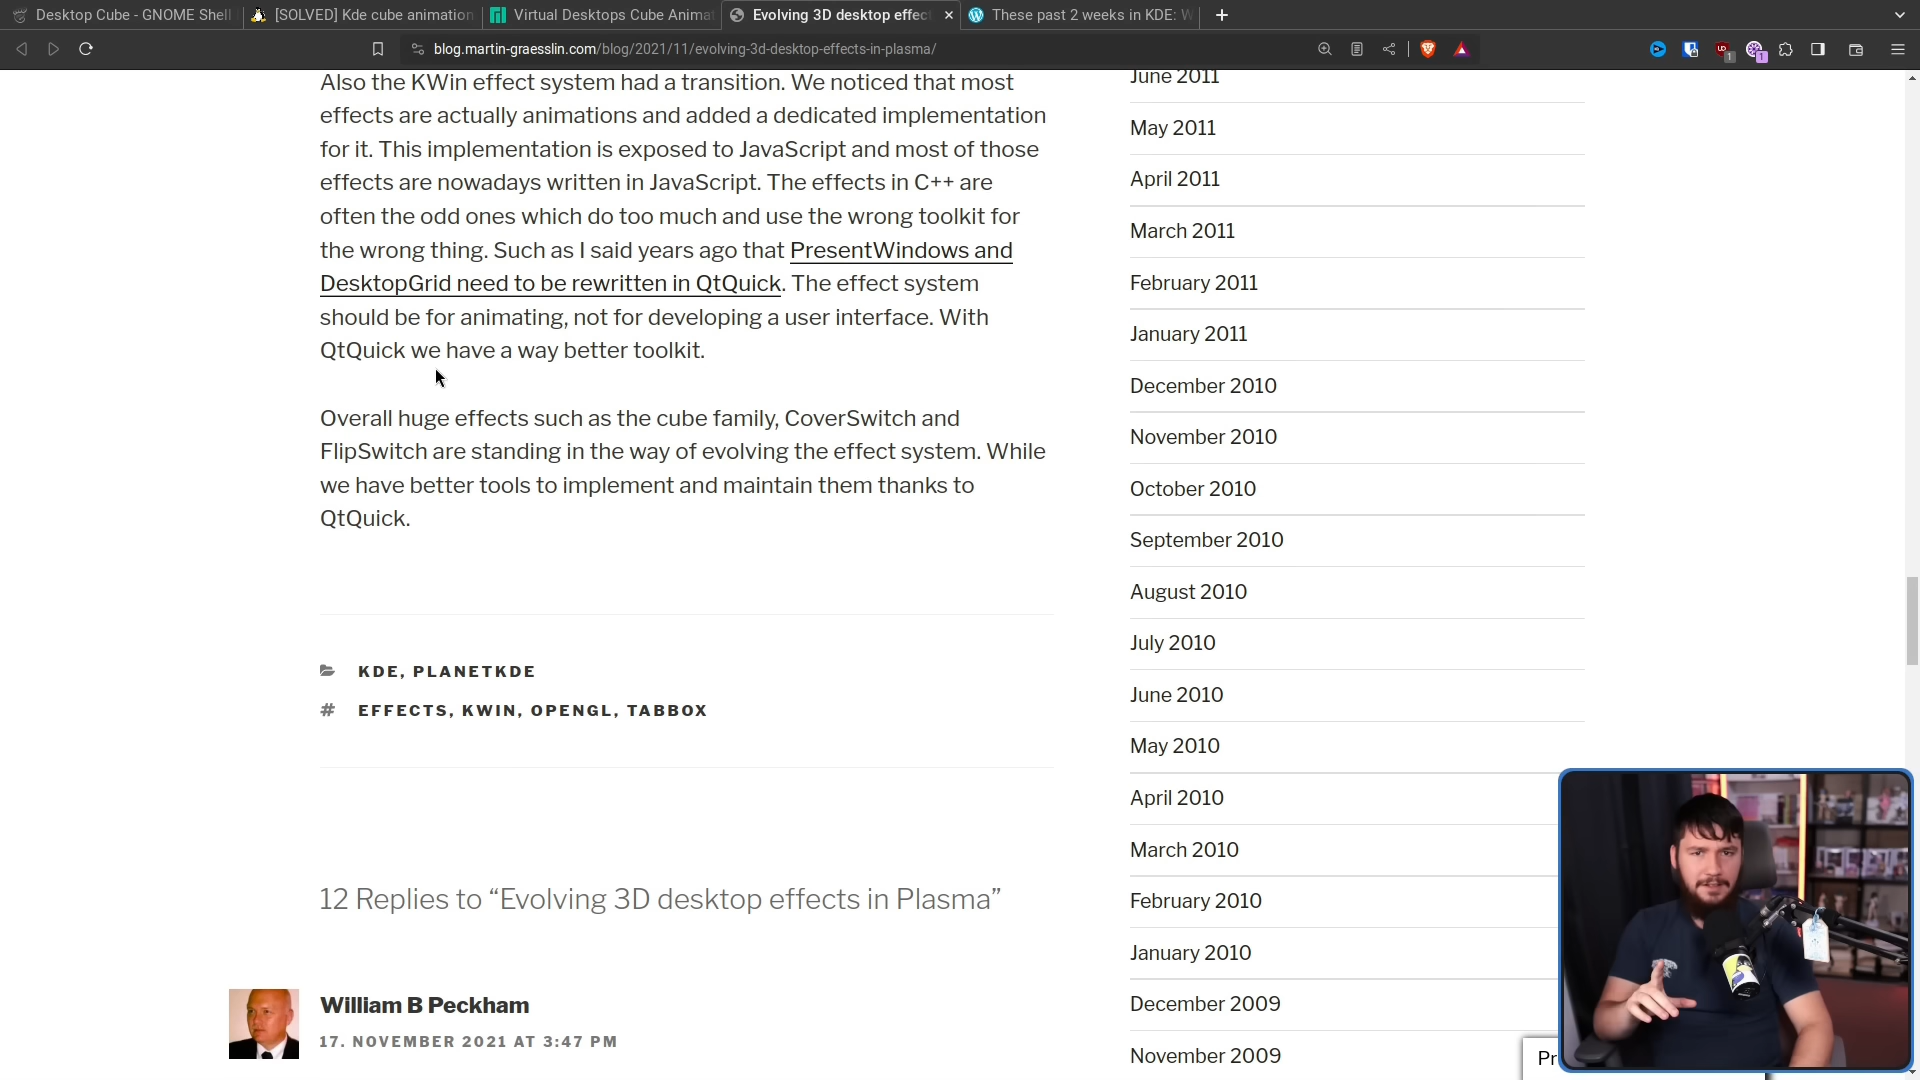 Desktop Cube - GNOME Shell
[SOLVED] Kde cube animation
Virtual Desktops Cube Anima
Evolving 3D desktop effec
These past 2 weeks in KDE: W
blog.martin-graesslin.com/blog/2021/11/evolving-3d-desktop-effects-in-plasma/
Also the KWin effect system had a transition. We noticed that most
effects are actually animations and added a dedicated implementation
for it. This implementation is exposed to JavaScript and most of those
effects are nowadays written in JavaScript. The effects in C++ are
often the odd ones which do too much and use the wrong toolkit for
the wrong thing. Such as I said years ago that PresentWindows and
DesktopGrid need to be rewritten in QtQuick. The effect system
should be for animating, not for developing a user interface. With
QtQuick we have a way better toolkit.
Overall huge effects such as the cube family, CoverSwitch and
FlipSwitch are standing in the way of evolving the effect system. While
we have better tools to implement and maintain them thanks to
QtQuick.
KDE, PLANETKDE
# EFFECTS, KWIN, OPENGL, TABBOX
12 Replies to “Evolving 3D desktop effects in Plasma”
William B Peckham
17. NOVEMBER 2021 AT 3:47 PM
June 2011
May 2011
April 2011
March 2011
February 2011
January 2011
December 2010
November 2010
October 2010
September 2010
August 2010
July 2010
June 2010
May 2010
April 2010
March 2010
February 2010
January 2010
December 2009
November 2009
Pr